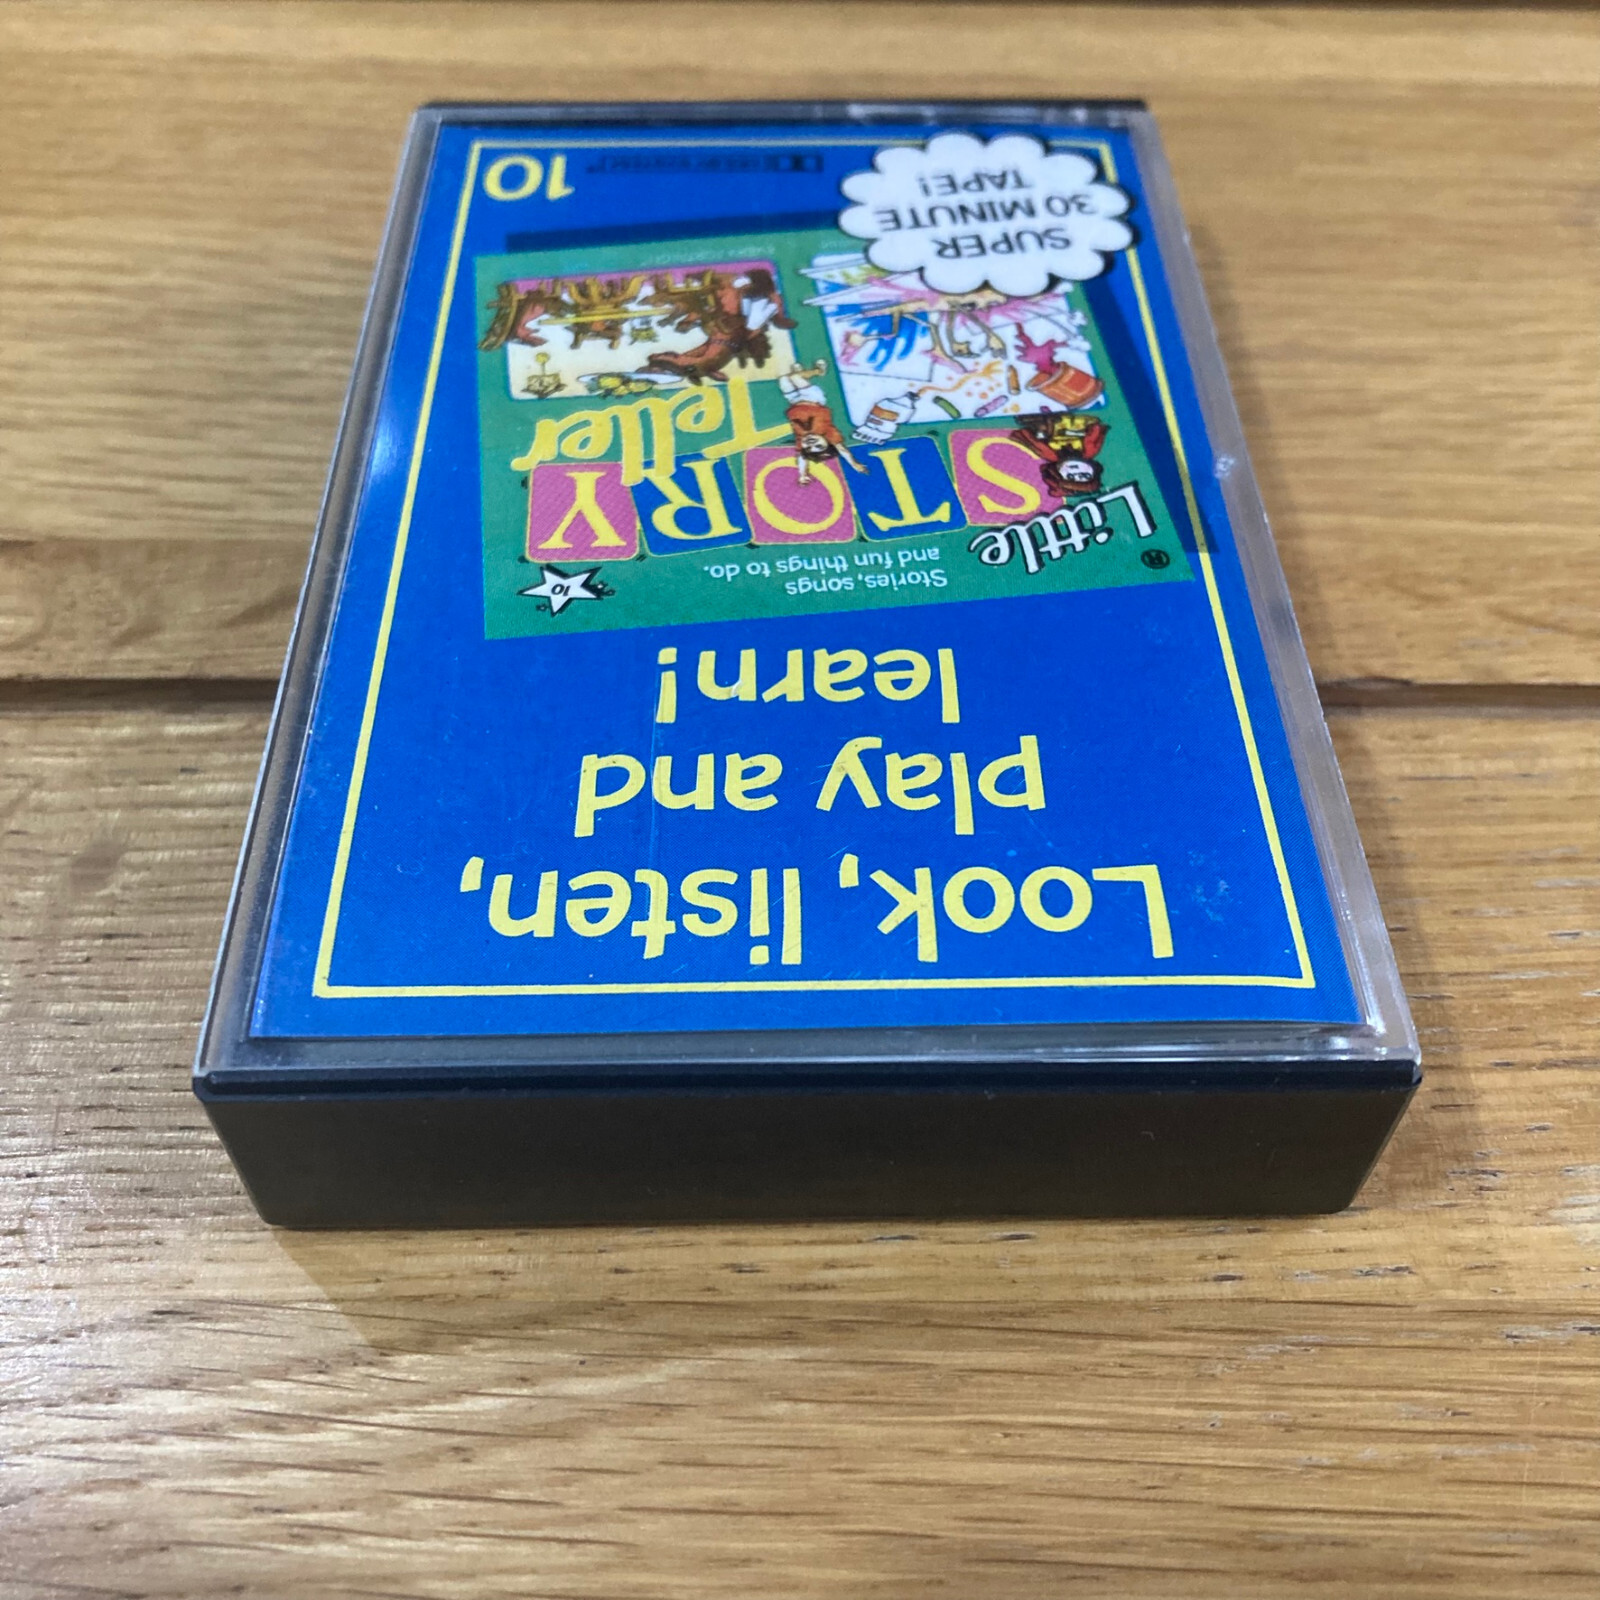 Look, listen,
play and
learn!
Stories, songs
and fun things to do.
10
Little
®
STORY
Teller
SUPER
30 MINUTE
TAPE!
10